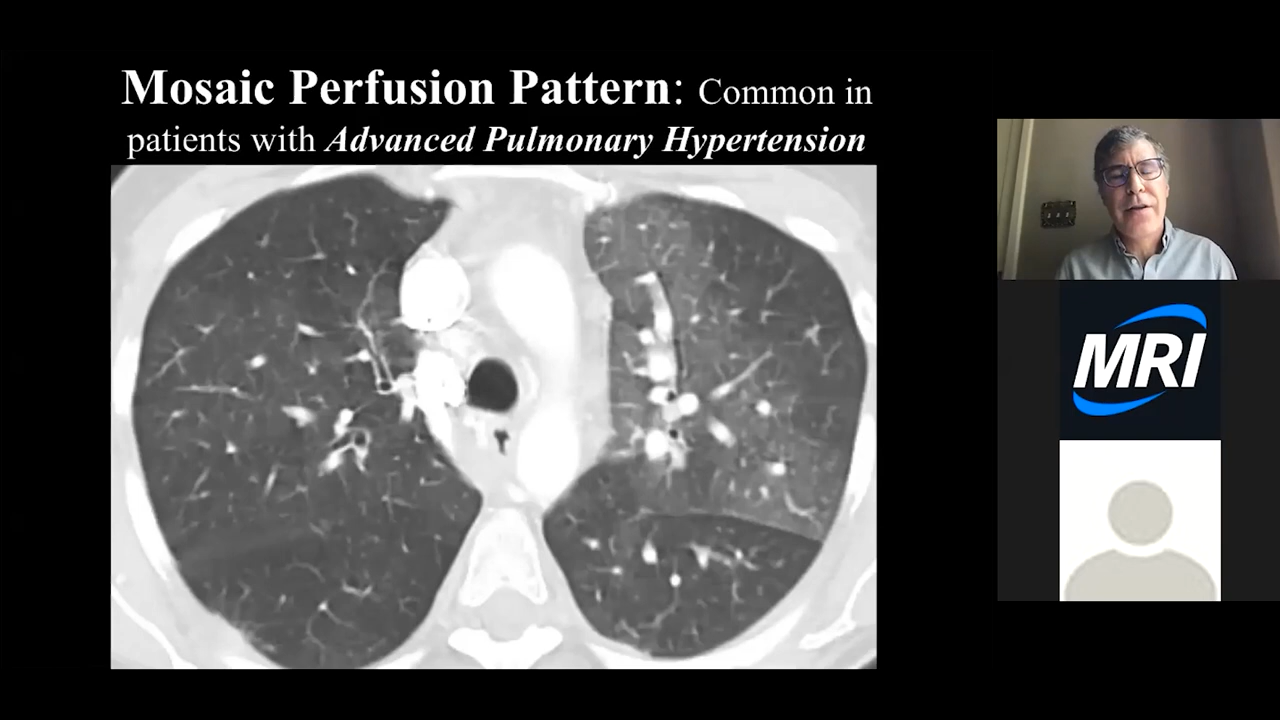 Mosaic Perfusion Pattern: Common in
patients with Advanced Pulmonary Hypertension
MRI